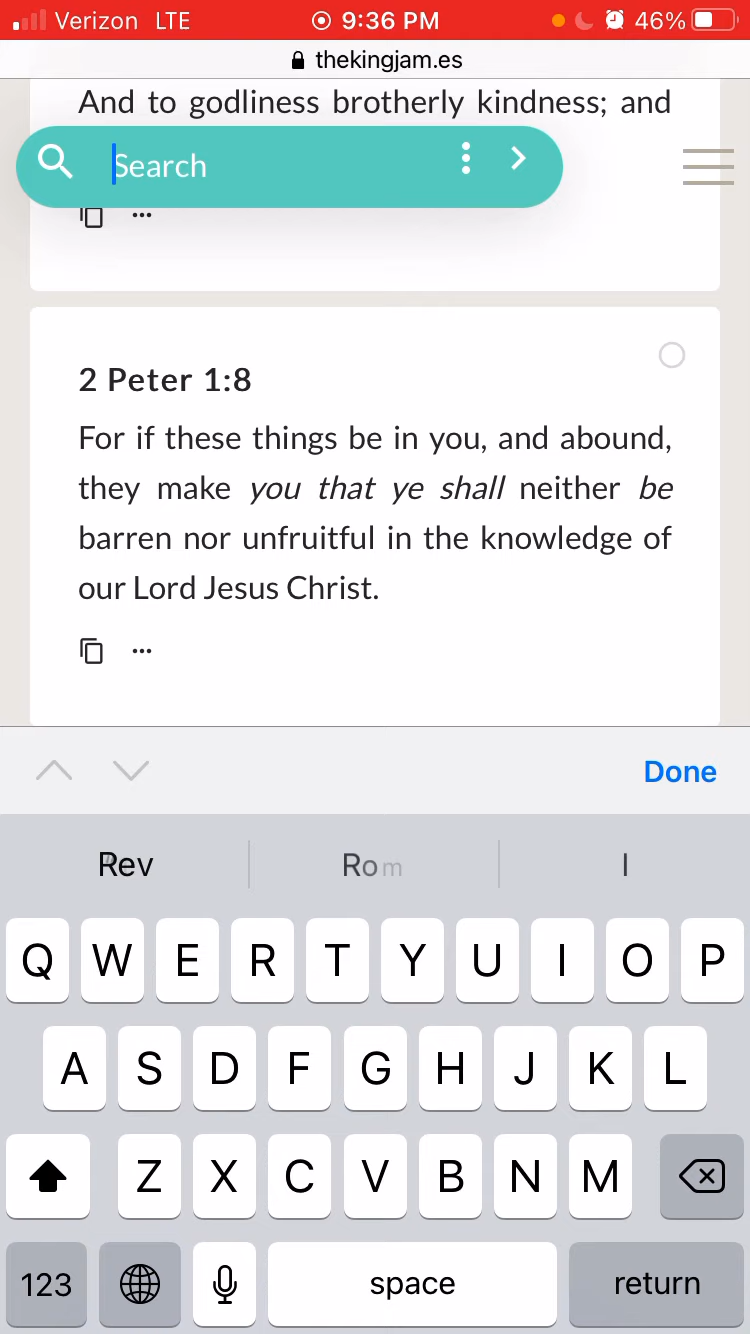 Verizon LTE 9:36 PM 46%
thekingjam.es
And to godliness brotherly kindness; and
Search
2 Peter 1:8
For if these things be in you, and abound,
they make you that ye shall neither be
barren nor unfruitful in the knowledge of
our Lord Jesus Christ.
Done
Rev Rom I
Q W E R T Y U I O P
A S D F G H J K L
Z X C V B N M
123 space return